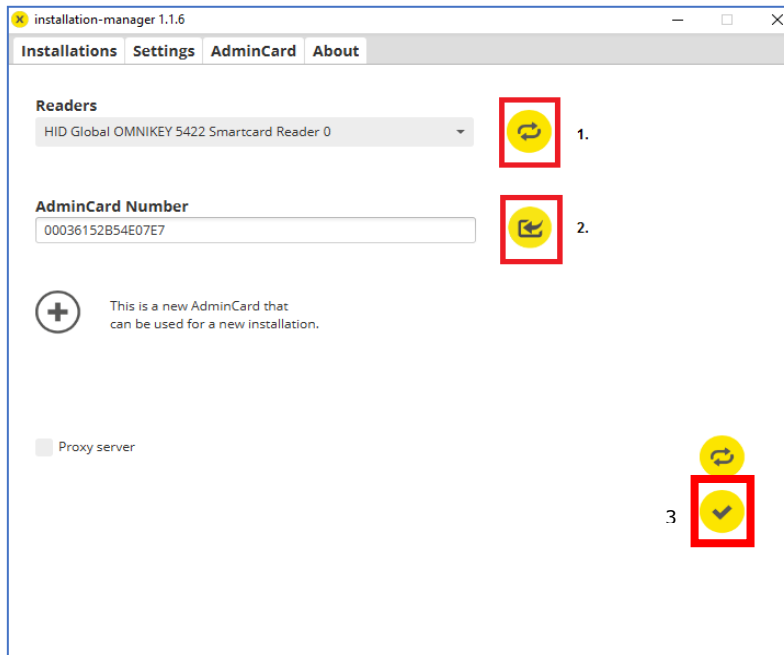 installation-manager 1.1.6
Installations Settings AdminCard About
Readers
HID Global OMNIKEY 5422 Smartcard Reader 0
1.
AdminCard Number
00036152B54E07E7
2.
This is a new AdminCard that
can be used for a new installation.
Proxy server
3